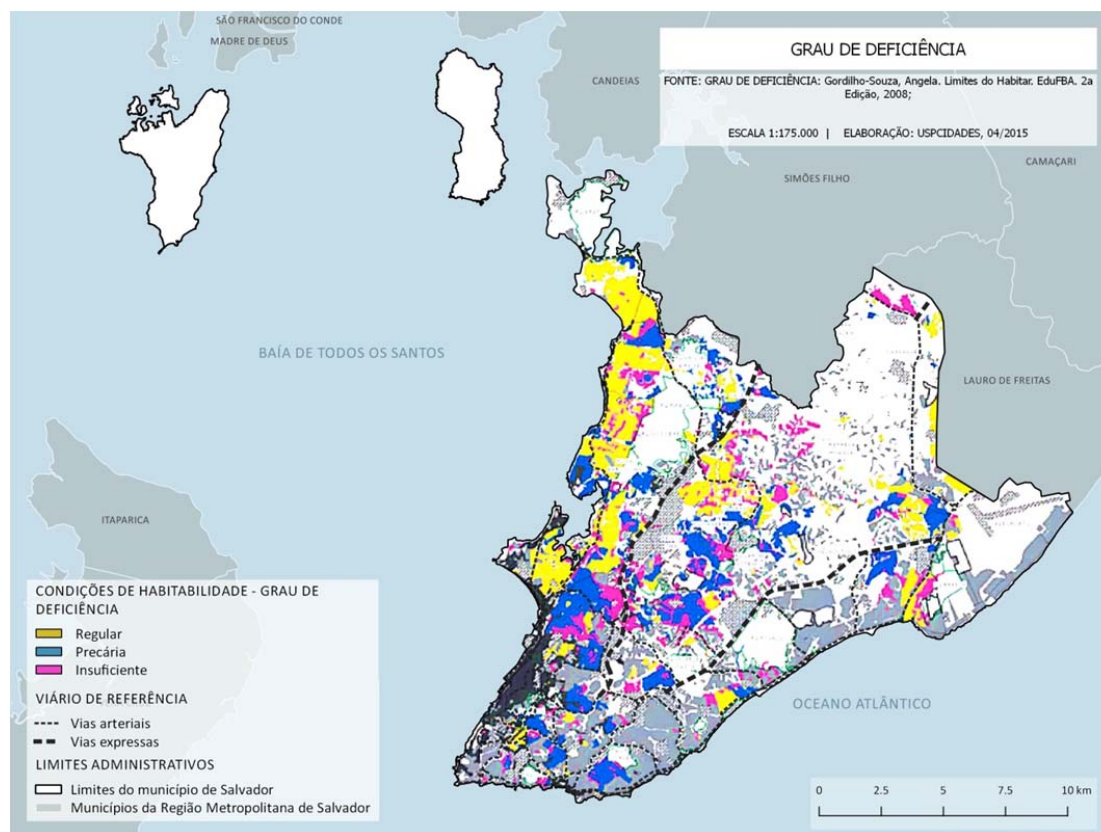 SÃO FRANCISCO DO CONDE
MADRE DE DEUS
CANDEIAS
GRAU DE DEFICIÊNCIA
FONTE: GRAU DE DEFICIÊNCIA: Gordilho-Souza, Angela. Limites do Habitar. EduFBA. 2a
Edição, 2008;
ESCALA 1:175.000 | ELABORAÇÃO: USPCIDADES, 04/2015
CAMAÇARI
SIMÕES FILHO
BAÍA DE TODOS OS SANTOS
LAURO DE FREITAS
ITAPARICA
OCEANO ATLÂNTICO
CONDIÇÕES DE HABITABILIDADE - GRAU DE
DEFICIÊNCIA
Regular
Precária
Insuficiente
VIÁRIO DE REFERÊNCIA
Vias arteriais
Vias expressas
LIMITES ADMINISTRATIVOS
Limites do município de Salvador
Municípios da Região Metropolitana de Salvador
0 2.5 5 7.5 10 km